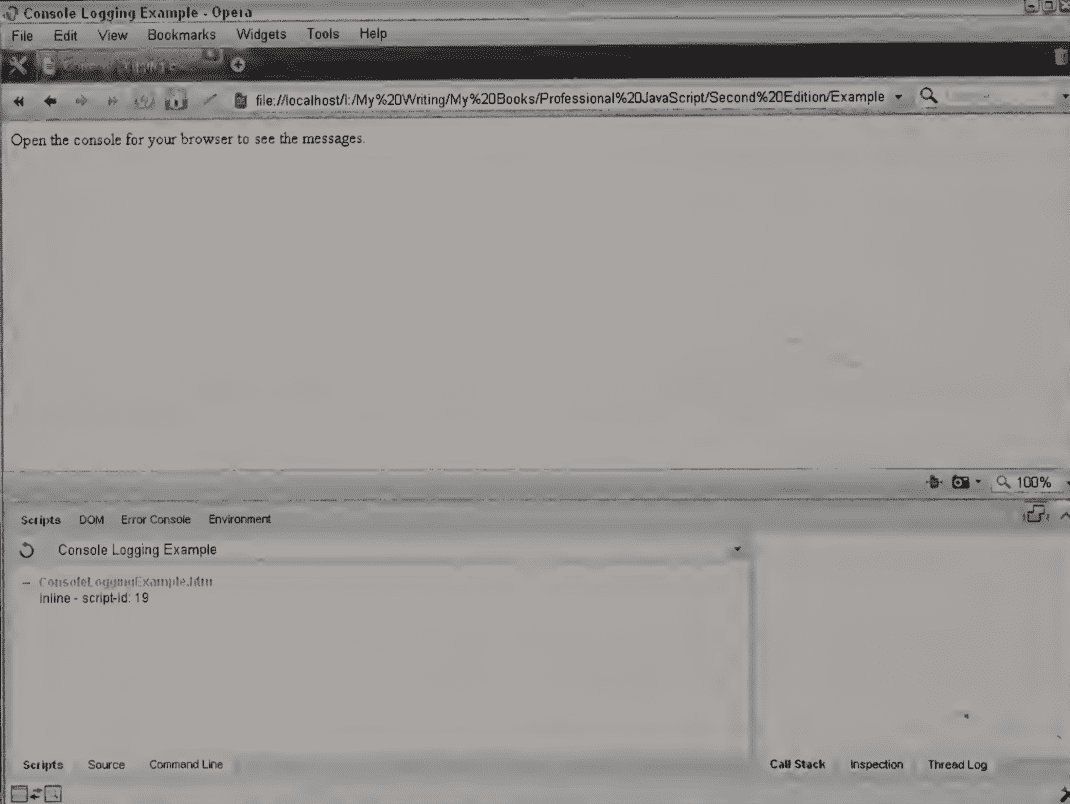 Console Logging Example - Opera
File Edit View Bookmarks Widgets Tools Help
file://localhost/I:/My%20Writing/My%20Books/Professional%20JavaScript/Second%20Edition/Example
Open the console for your browser to see the messages.
100%
Scripts DOM Error Console Environment
Console Logging Example
ConsoleLoggingExample.htm
inline - script-id: 19
Scripts Source Command Line
Call Stack Inspection Thread Log